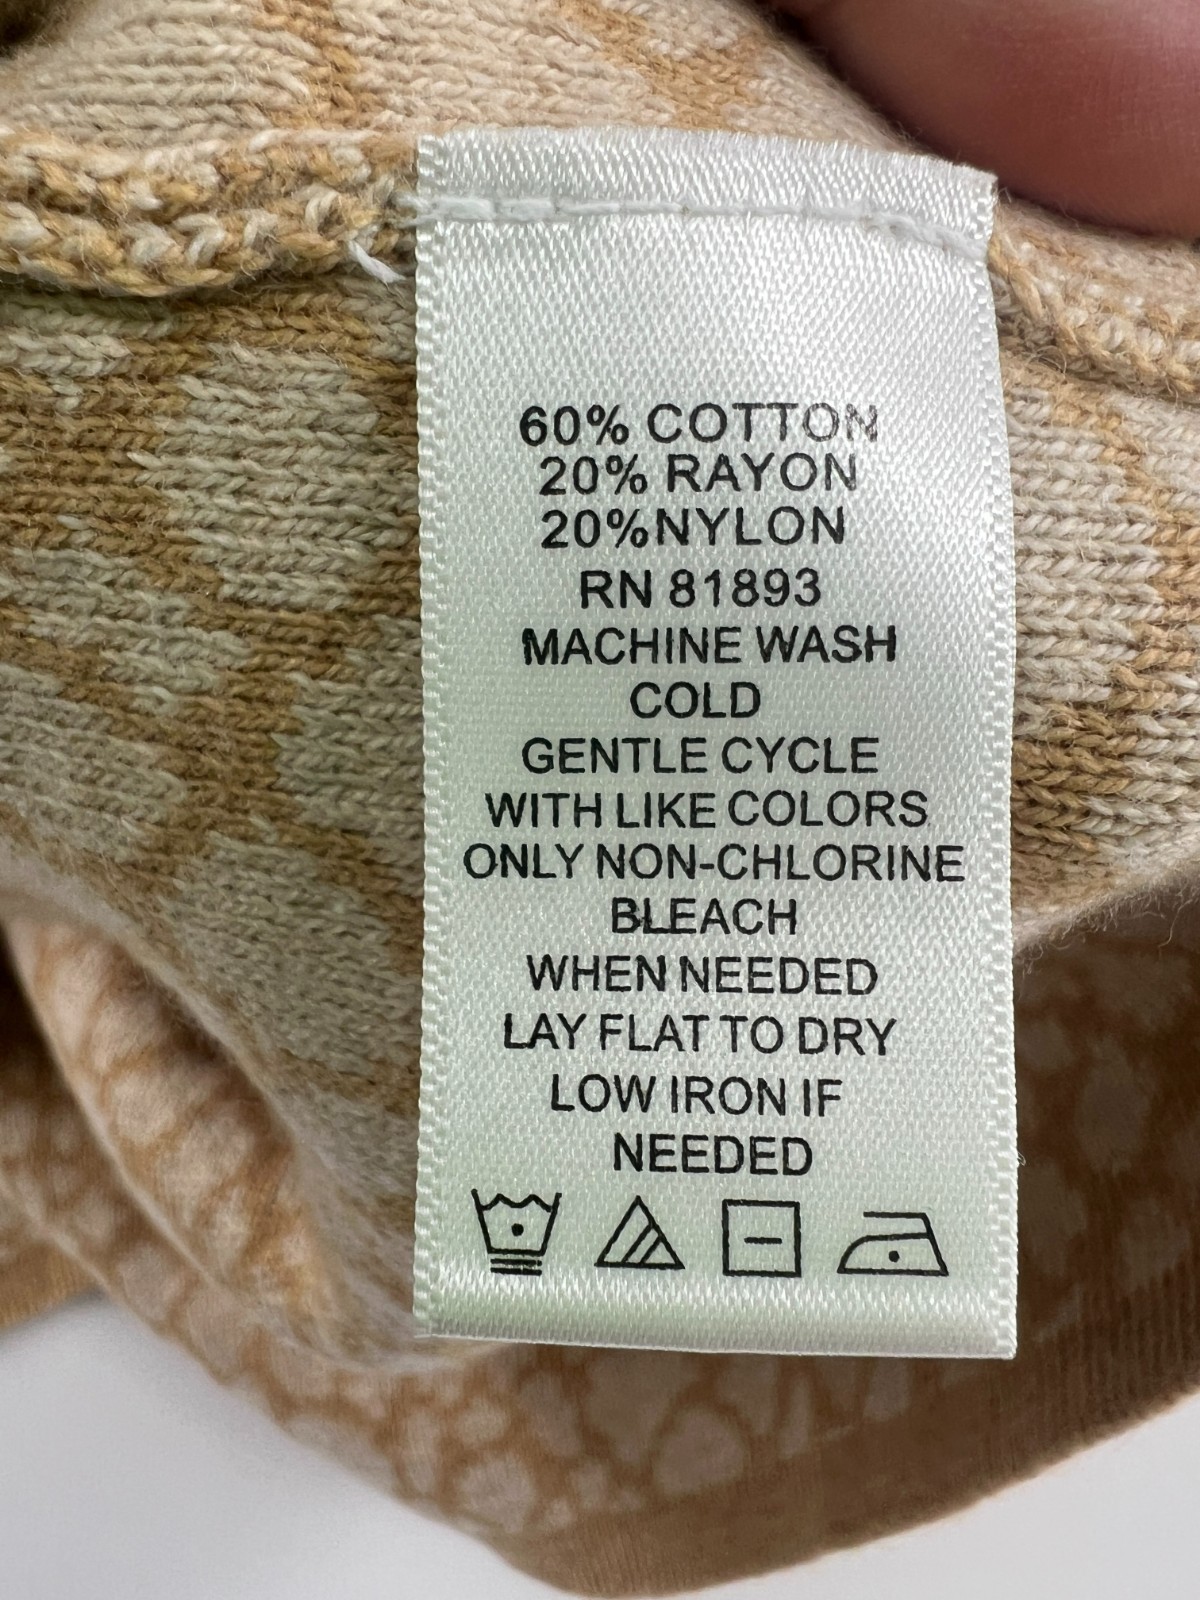 60% COTTON
20% RAYON
20%NYLON
RN 81893
MACHINE WASH
COLD
GENTLE CYCLE
WITH LIKE COLORS
ONLY NON-CHLORINE
BLEACH
WHEN NEEDED
LAY FLAT TO DRY
LOW IRON IF
NEEDED